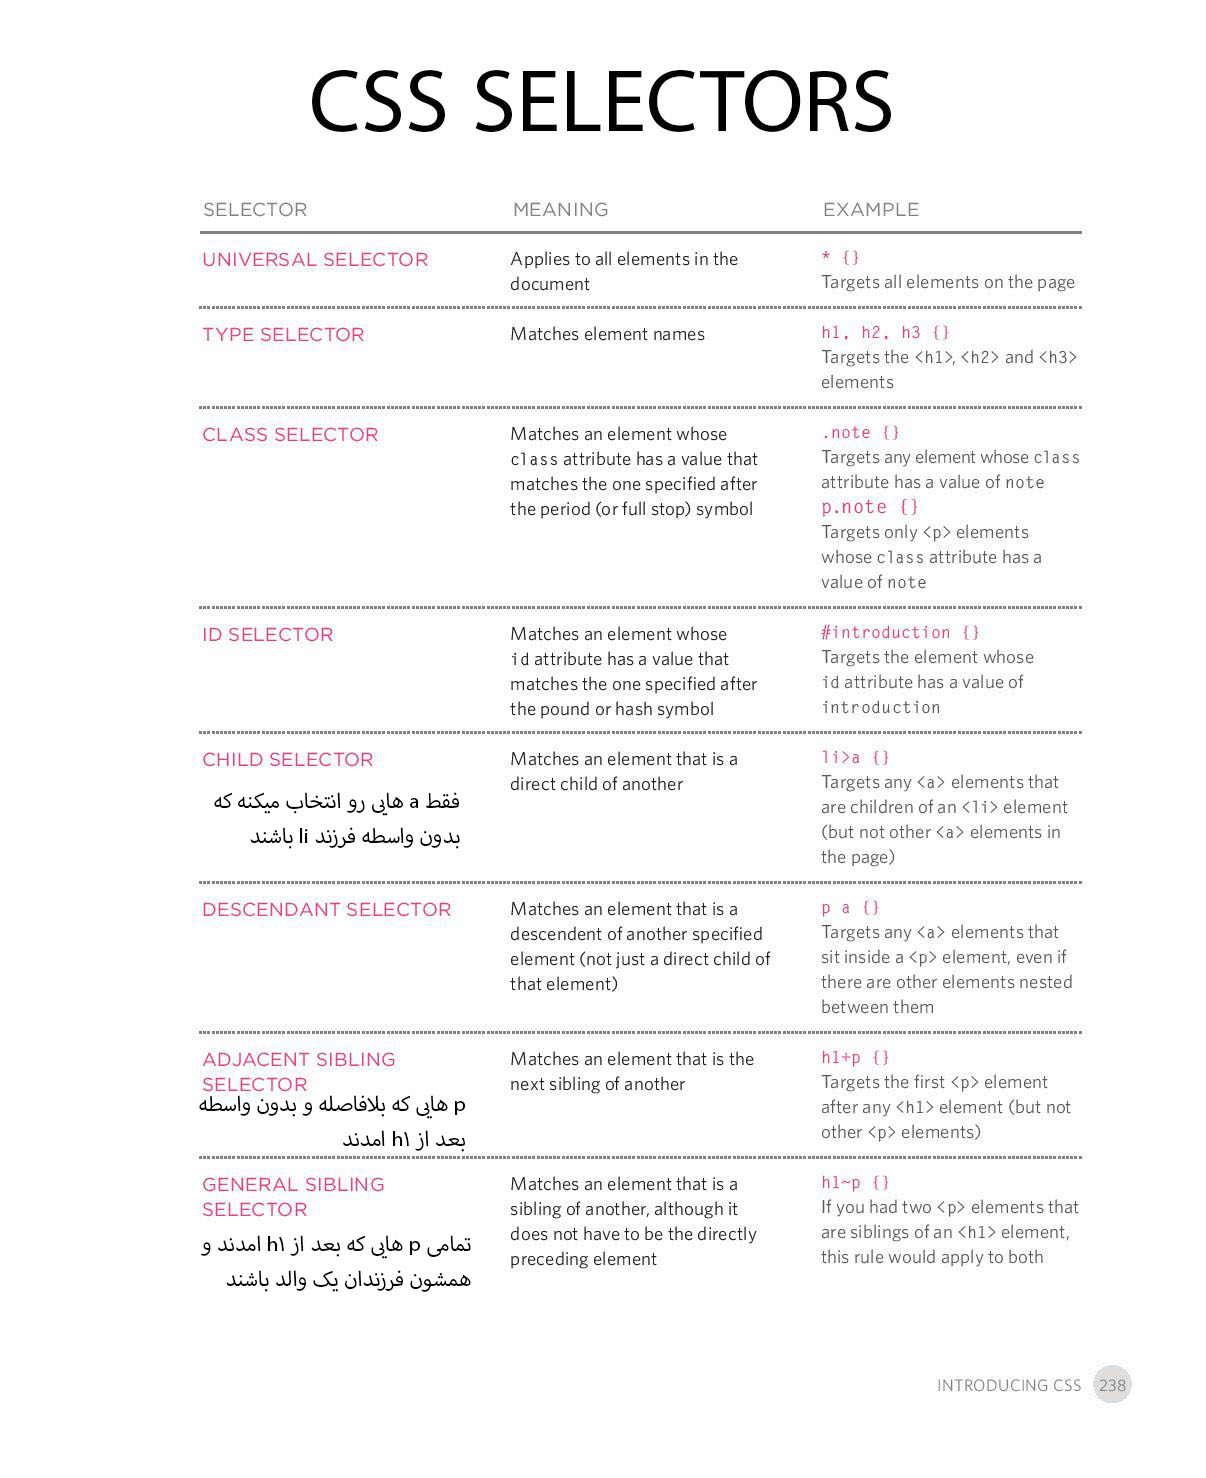 CSS SELECTORS
SELECTOR
MEANING
EXAMPLE
UNIVERSAL SELECTOR
Applies to all elements in the
document
* {}
Targets all elements on the page
TYPE SELECTOR
Matches element names
h1, h2, h3 {}
Targets the <h1>, <h2> and <h3>
elements
CLASS SELECTOR
Matches an element whose
class attribute has a value that
matches the one specified after
the period (or full stop) symbol
.note {}
Targets any element whose class
attribute has a value of note
p.note {}
Targets only <p> elements
whose class attribute has a
value of note
ID SELECTOR
Matches an element whose
id attribute has a value that
matches the one specified after
the pound or hash symbol
#introduction {}
Targets the element whose
id attribute has a value of
introduction
CHILD SELECTOR
فقط a هایی رو انتخاب میکنه که
بدون واسطه فرزند li باشند
Matches an element that is a
direct child of another
li>a {}
Targets any <a> elements that
are children of an <li> element
(but not other <a> elements in
the page)
DESCENDANT SELECTOR
Matches an element that is a
descendent of another specified
element (not just a direct child of
that element)
p a {}
Targets any <a> elements that
sit inside a <p> element, even if
there are other elements nested
between them
ADJACENT SIBLING
SELECTOR
p هایی که بلافاصله و بدون واسطه
بعد از h۱ امدند
Matches an element that is the
next sibling of another
h1+p {}
Targets the first <p> element
after any <h1> element (but not
other <p> elements)
GENERAL SIBLING
SELECTOR
تمامی p هایی که بعد از h۱ امدند و
همشون فرزندان یک والد باشند
Matches an element that is a
sibling of another, although it
does not have to be the directly
preceding element
h1~p {}
If you had two <p> elements that
are siblings of an <h1> element,
this rule would apply to both
INTRODUCING CSS 238